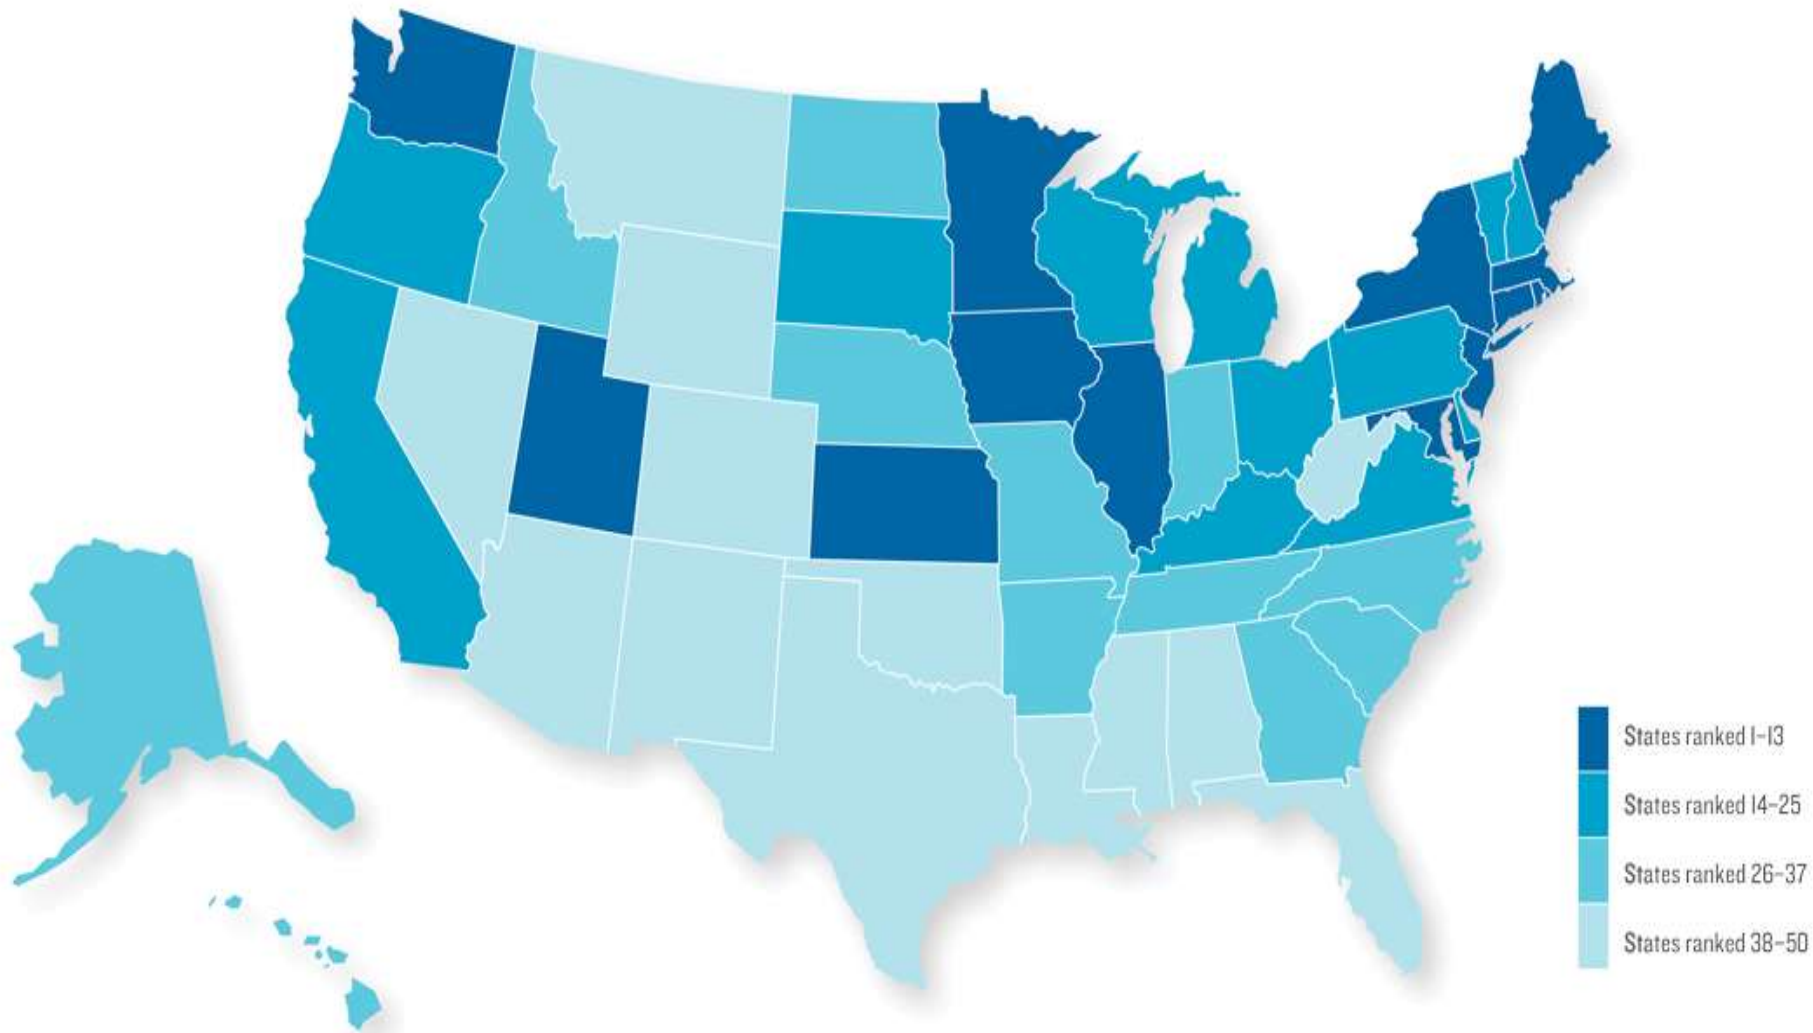 States ranked 1-13
States ranked 14-25
States ranked 26-37
States ranked 38-50